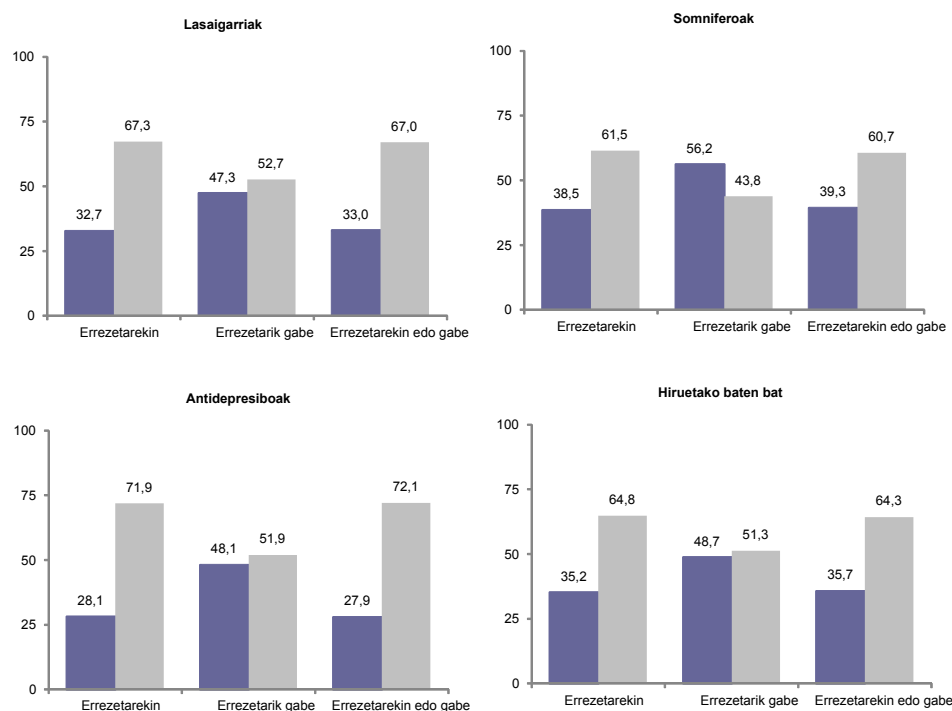 Lasaigarriak
100
75
50
25
0
32,7
67,3
47,3
52,7
33,0
67,0
Errezetarekin
Errezetarik gabe
Errezetarekin edo gabe
Somniferoak
100
75
50
25
0
38,5
61,5
56,2
43,8
39,3
60,7
Errezetarekin
Errezetarik gabe
Errezetarekin edo gabe
Antidepresiboak
100
75
50
25
0
28,1
71,9
48,1
51,9
27,9
72,1
Errezetarekin
Errezetarik gabe
Errezetarekin edo gabe
Hiruetako baten bat
100
75
50
25
0
35,2
64,8
48,7
51,3
35,7
64,3
Errezetarekin
Errezetarik gabe
Errezetarekin edo gabe